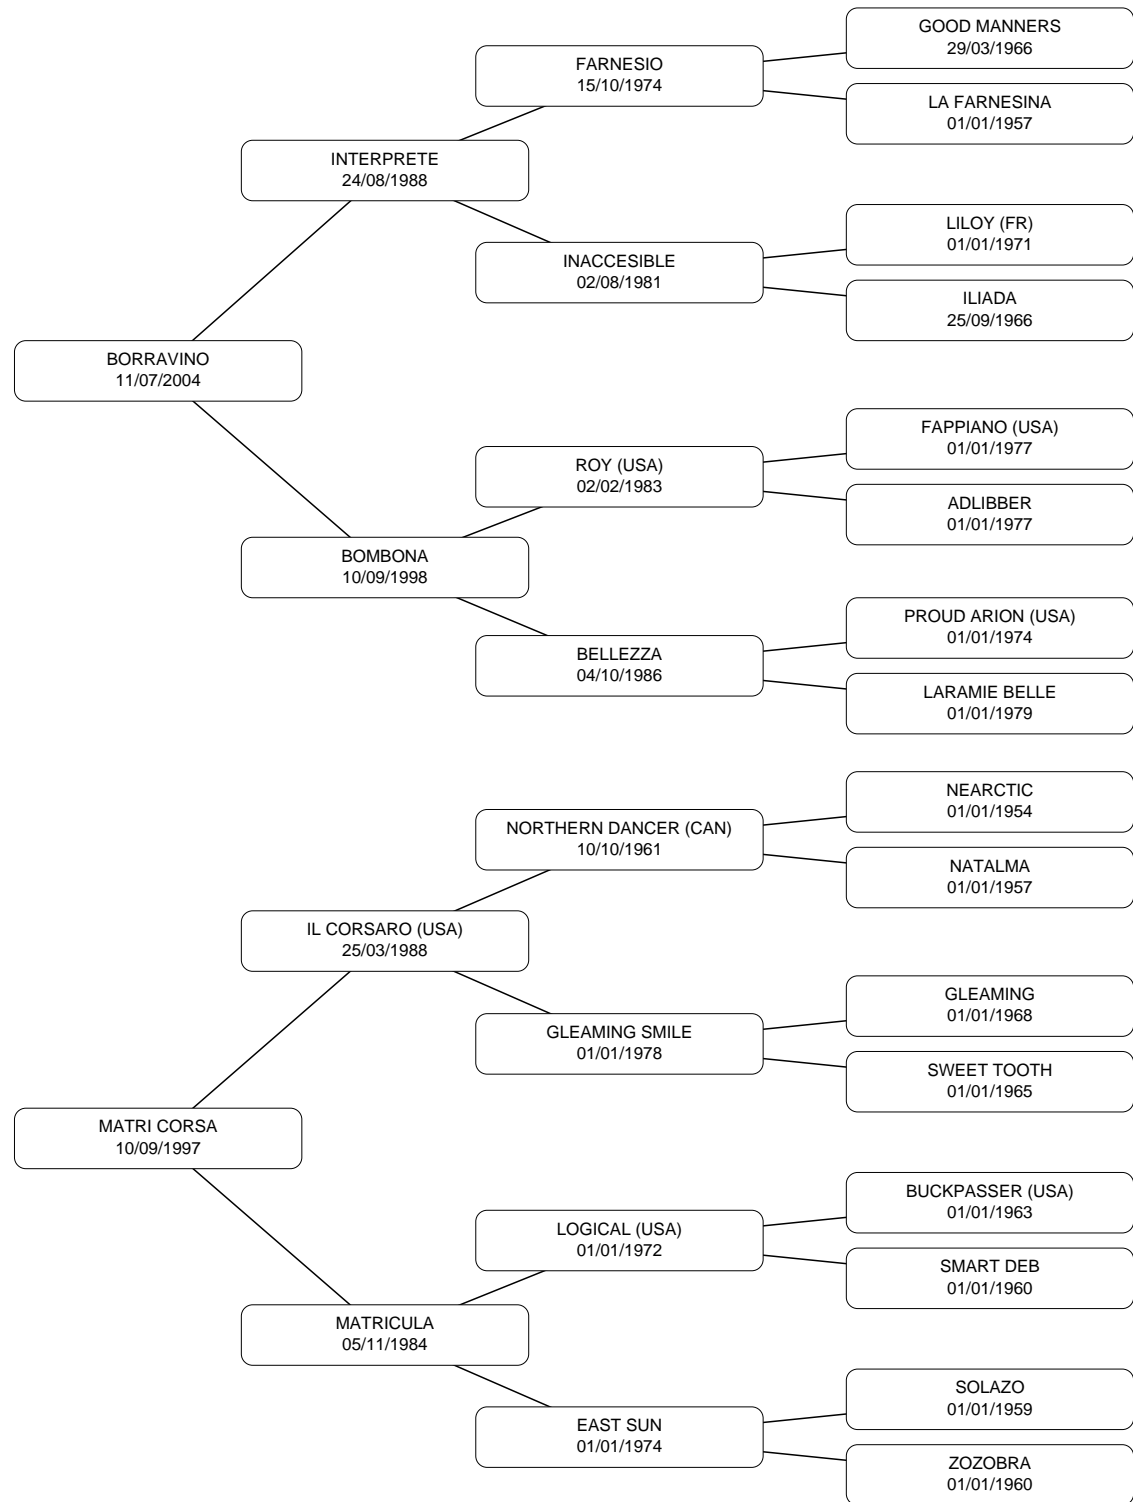 GOOD MANNERS
29/03/1966
FARNESIO
15/10/1974
LA FARNESINA
01/01/1957
INTERPRETE
24/08/1988
LILOY (FR)
01/01/1971
INACCESIBLE
02/08/1981
ILIADA
25/09/1966
BORRAVINO
11/07/2004
FAPPIANO (USA)
01/01/1977
ROY (USA)
02/02/1983
ADLIBBER
01/01/1977
BOMBONA
10/09/1998
PROUD ARION (USA)
01/01/1974
BELLEZZA
04/10/1986
LARAMIE BELLE
01/01/1979
NEARCTIC
01/01/1954
NORTHERN DANCER (CAN)
10/10/1961
NATALMA
01/01/1957
IL CORSARO (USA)
25/03/1988
GLEAMING
01/01/1968
GLEAMING SMILE
01/01/1978
SWEET TOOTH
01/01/1965
MATRI CORSA
10/09/1997
BUCKPASSER (USA)
01/01/1963
LOGICAL (USA)
01/01/1972
SMART DEB
01/01/1960
MATRICULA
05/11/1984
SOLAZO
01/01/1959
EAST SUN
01/01/1974
ZOZOBRA
01/01/1960